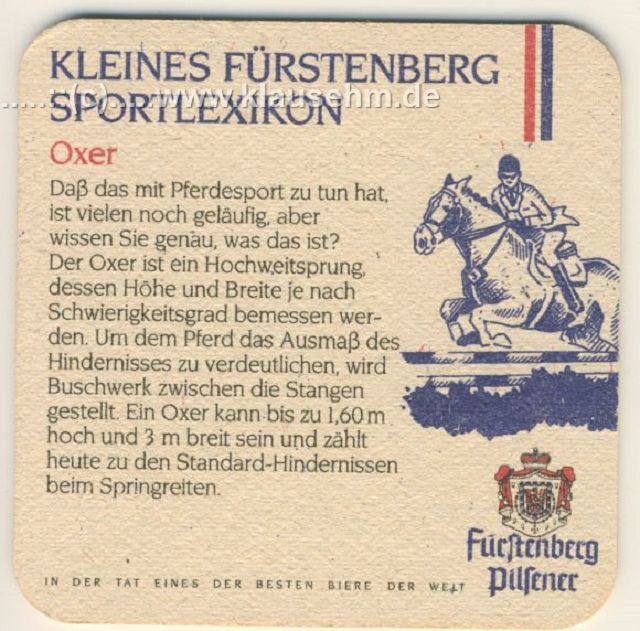 KLEINES FÜRSTENBERG
.....:.(c)....www.klausehm.de
SPORTLEXIKON
Oxer
Daß das mit Pferdesport zu tun hat,
ist vielen noch geläufig, aber
wissen Sie genau, was das ist?
Der Oxer ist ein Hochweitsprung,
dessen Höhe und Breite je nach
Schwierigkeitsgrad bemessen wer-
den. Um dem Pferd das Ausmaß des
Hindernisses zu verdeutlichen, wird
Buschwerk zwischen die Stangen
gestellt. Ein Oxer kann bis zu 1,60 m
hoch und 3 m breit sein und zählt
heute zu den Standard-Hindernissen
beim Springreiten.
Fürstenberg
Pilsener
IN DER TAT EINES DER BESTEN BIERE DER WELT